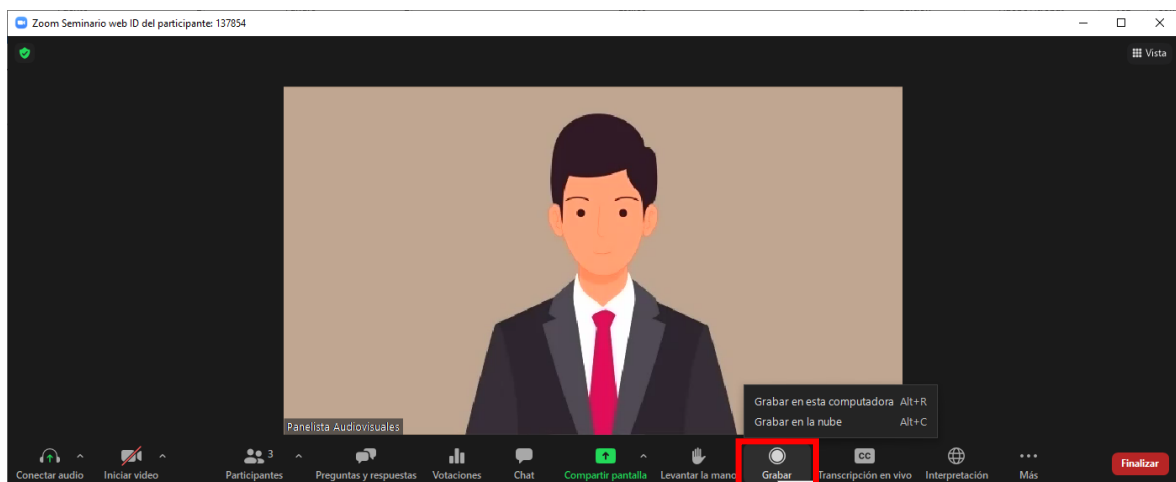 Zoom Seminario web ID del participante: 137854
Vista
Panelista Audiovisuales
Grabar en esta computadora Alt+R
Grabar en la nube Alt+C
3
CC
Conectar audio Iniciar video Participantes Preguntas y respuestas Votaciones Chat Compartir pantalla Levantar la mano Grabar Transcripción en vivo Interpretación Más
Finalizar